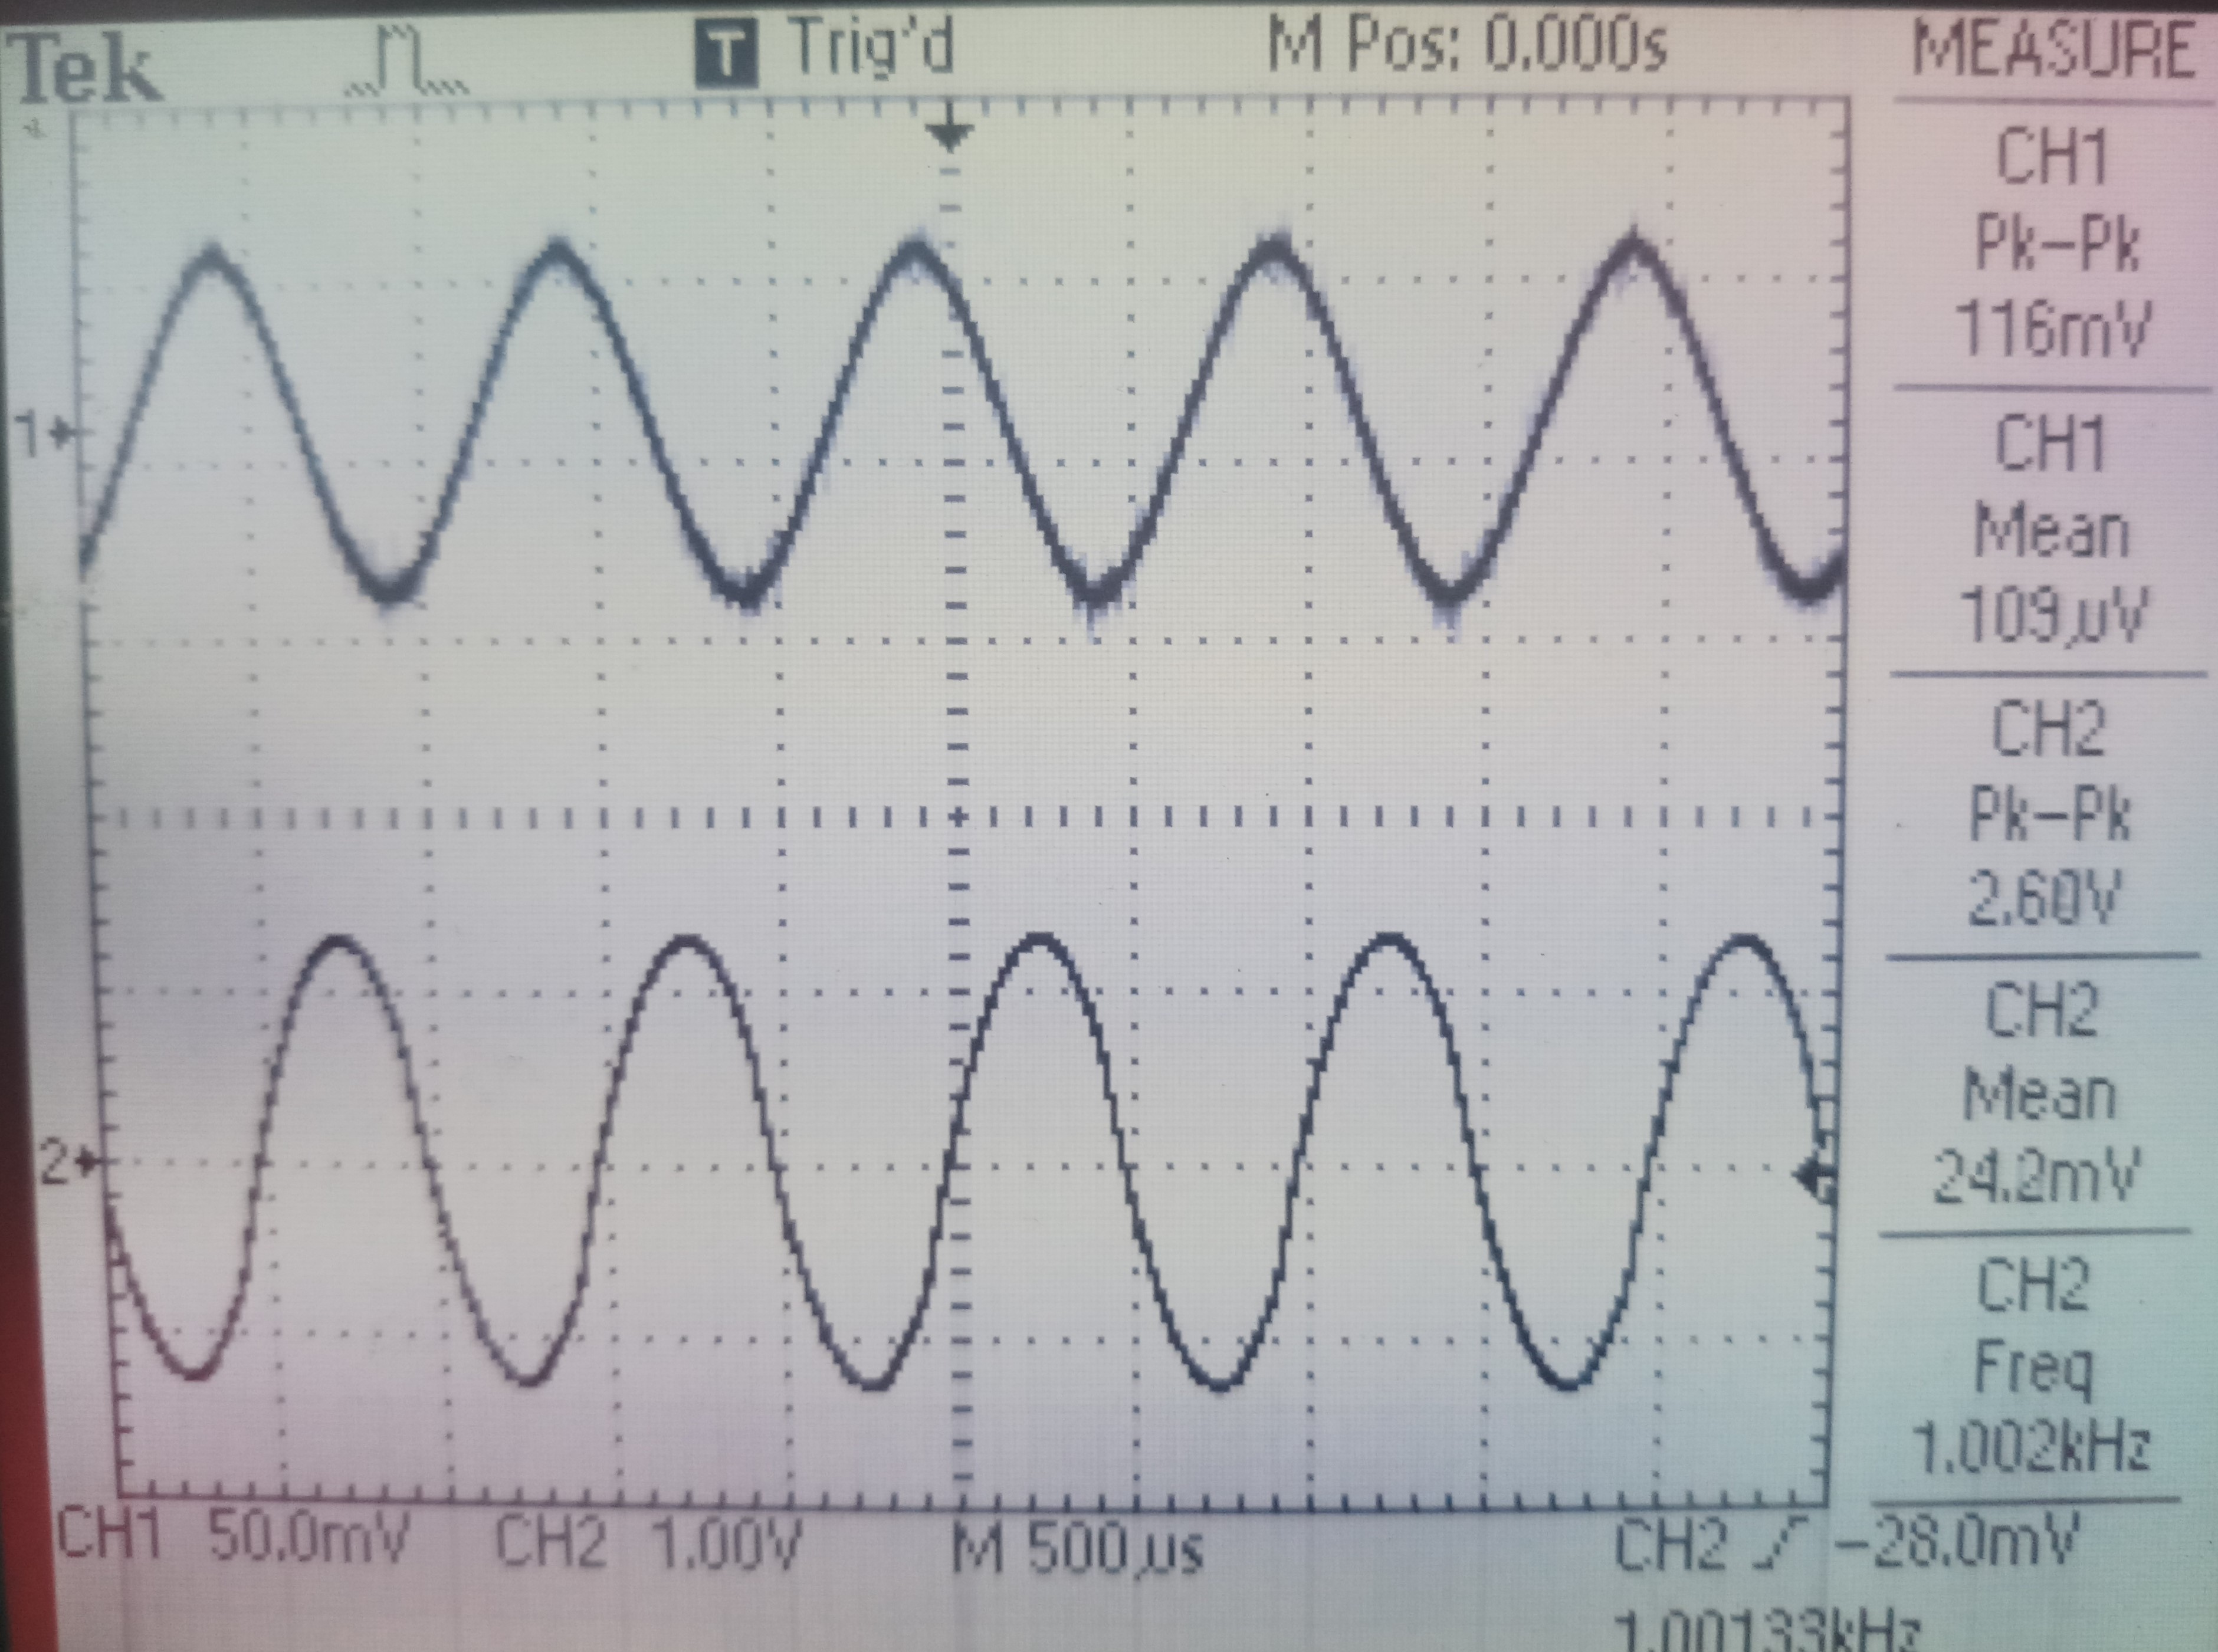 Tek T Trig'd M Pos: 0.000s MEASURE
CH1
Pk-Pk
116mV
1
CH1
Mean
109µV
CH2
Pk-Pk
2.60V
CH2
Mean
24.2mV
2
CH2
Freq
1.002kHz
CH1 50.0mV CH2 1.00V M 500µs CH2 -28.0mV
1.00133kHz